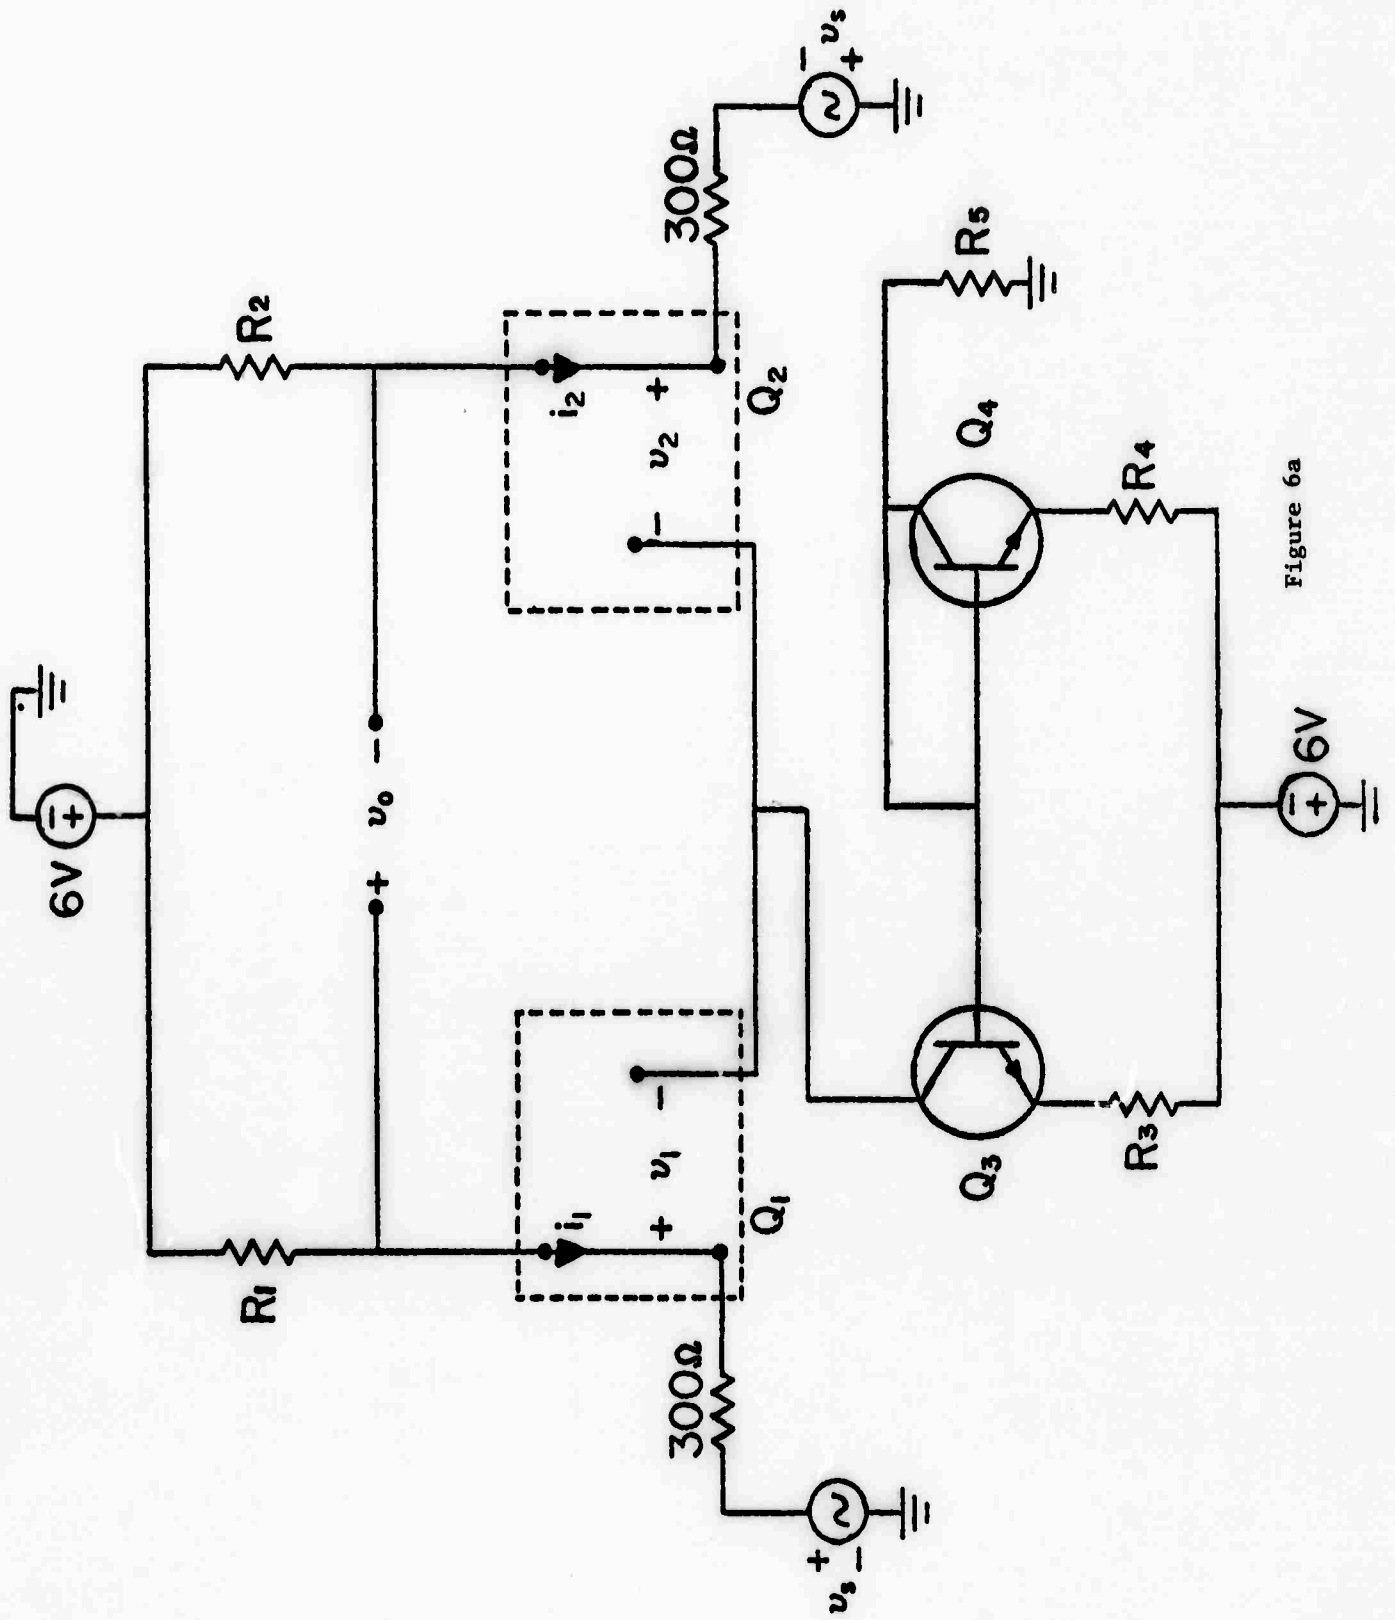 6V
− +
R1
R2
+ v₀ −
i₁
+ v₁ −
Q₁
i₂
− v₂ +
Q₂
300Ω
300Ω
+
vs −
−
+ vs
Q₃
Q₄
R₃
R₄
R₅
− +
6V
Figure 6a